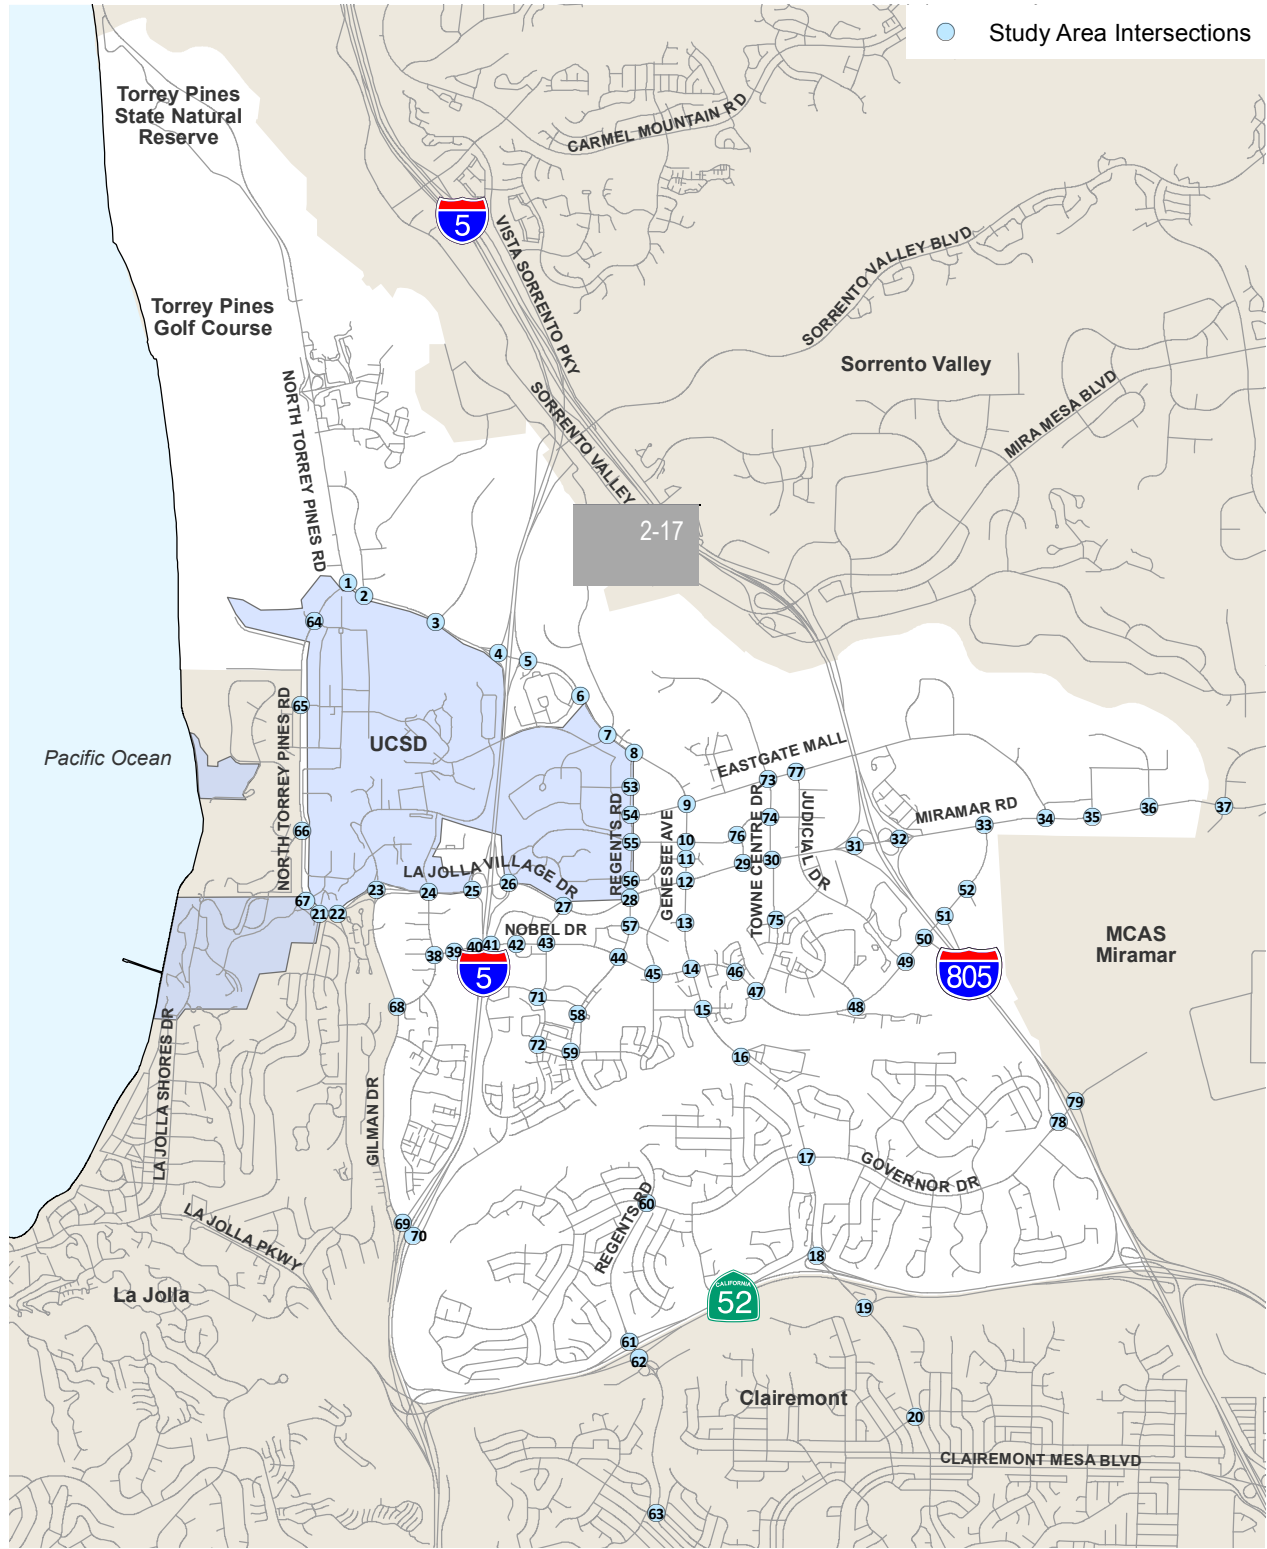 Study Area Intersections
Torrey Pines
State Natural
Reserve
CARMEL MOUNTAIN RD
5
VISTA SORRENTO PKY
SORRENTO VALLEY BLVD
Torrey Pines
Golf Course
Sorrento Valley
NORTH TORREY PINES RD
SORRENTO VALLEY
MIRA MESA BLVD
2-17
1
2
64
3
4
5
6
65
NORTH TORREY PINES RD
UCSD
7
8
Pacific Ocean
EASTGATE MALL
77
73
53
REGENTS RD
54
9
GENESEE AVE
TOWNE CENTRE DR
74
JUDICIAL DR
MIRAMAR RD
36
37
35
34
33
66
55
10
76
32
31
11
29
30
LA JOLLA VILLAGE DR
56
12
67
23
24
25
26
28
52
21
22
27
57
13
75
51
NOBEL DR
50
MCAS
Miramar
38
39
40
41
42
43
44
45
14
46
49
5
805
47
71
68
58
15
48
72
59
16
LA JOLLA SHORES DR
GILMAN DR
79
78
17
GOVERNOR DR
REGENTS RD
60
69
70
LA JOLLA PKWY
18
La Jolla
CALIFORNIA
52
19
61
62
Clairemont
20
CLAIREMONT MESA BLVD
63